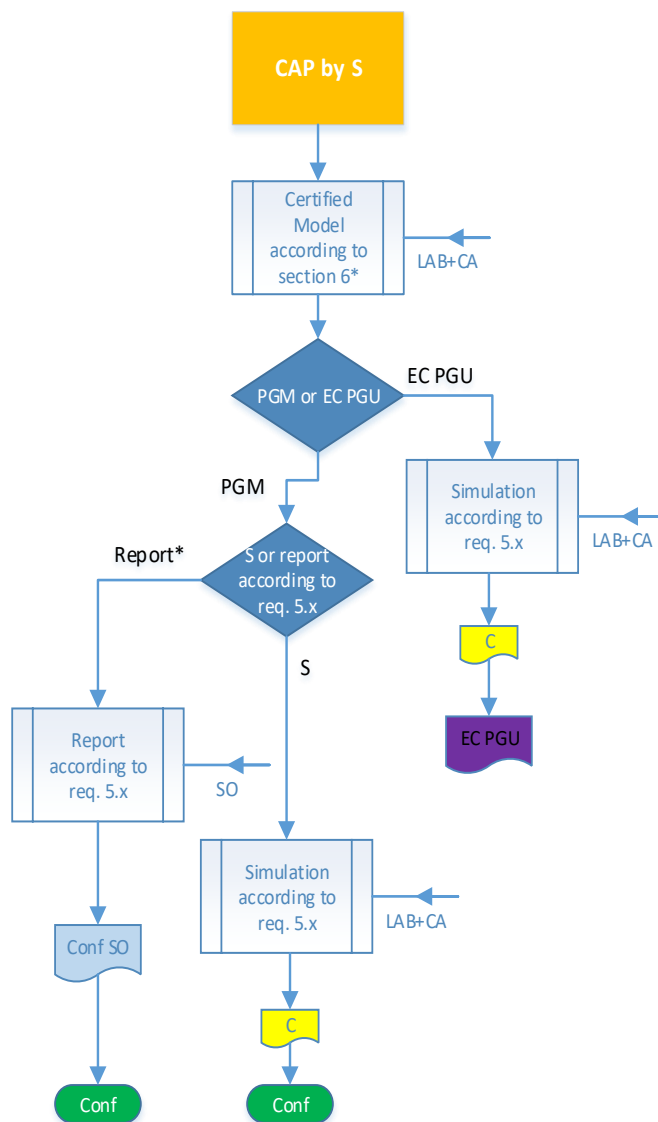 CAP by S
Certified
Model
according to
section 6*
LAB+CA
PGM or EC PGU
EC PGU
PGM
Simulation
according to
req. 5.x
LAB+CA
Report*
S or report
according to
req. 5.x
C
S
EC PGU
Report
according to
req. 5.x
SO
Simulation
according to
req. 5.x
LAB+CA
Conf SO
C
Conf
Conf